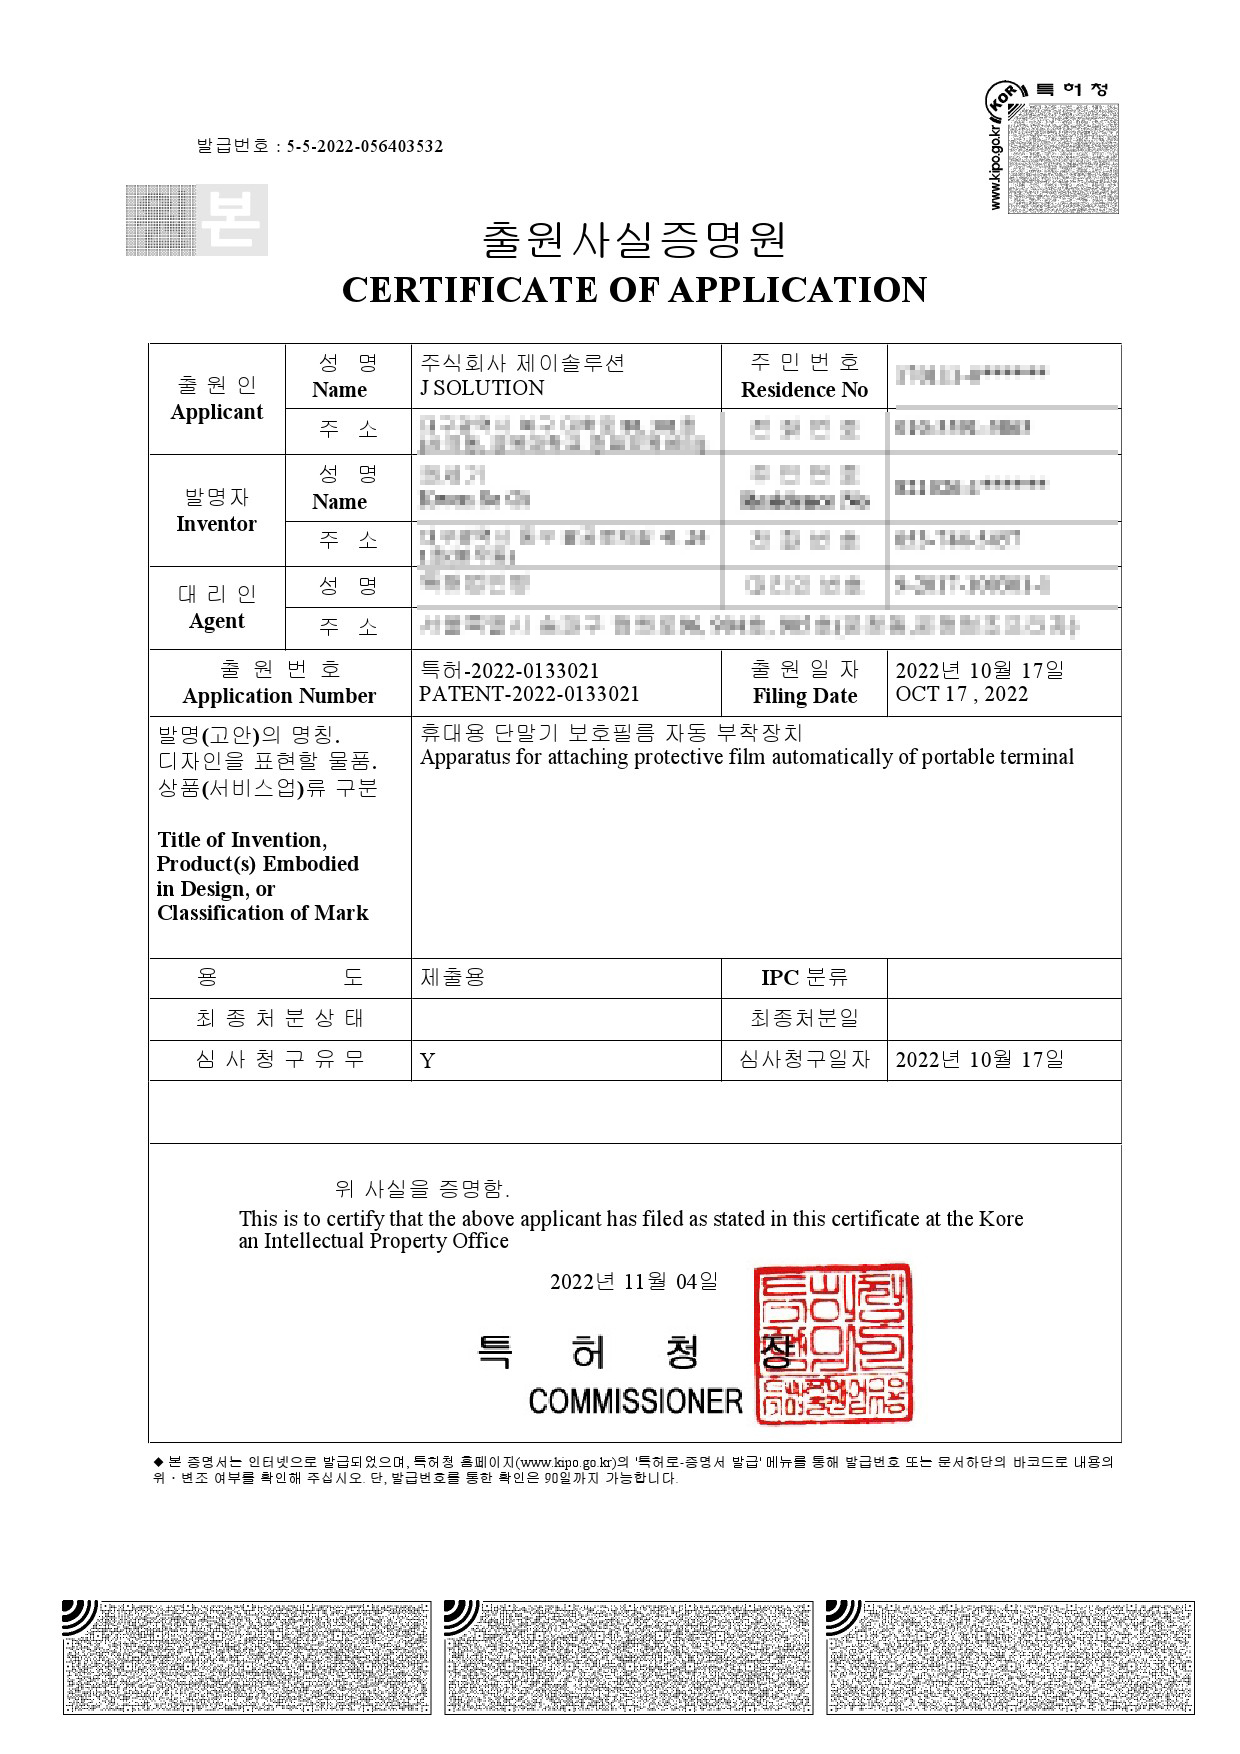 특허청
KOR
www.kipo.go.kr
발급번호 : 5-5-2022-056403532
본
출원사실증명원
CERTIFICATE OF APPLICATION
출 원 인
Applicant
성 명
Name
주식회사 제이솔루션
J SOLUTION
주 민 번 호
Residence No
주 소
발명자
Inventor
성 명
Name
주 소
대 리 인
Agent
성 명
주 소
출 원 번 호
Application Number
특허-2022-0133021
PATENT-2022-0133021
출 원 일 자
Filing Date
2022년 10월 17일
OCT 17 , 2022
발명(고안)의 명칭.
디자인을 표현할 물품.
상품(서비스업)류 구분
Title of Invention,
Product(s) Embodied
in Design, or
Classification of Mark
휴대용 단말기 보호필름 자동 부착장치
Apparatus for attaching protective film automatically of portable terminal
용 도
제출용
IPC 분류
최 종 처 분 상 태
최종처분일
심 사 청 구 유 무
Y
심사청구일자
2022년 10월 17일
위 사실을 증명함.
This is to certify that the above applicant has filed as stated in this certificate at the Kore
an Intellectual Property Office
2022년 11월 04일
특 허 청 장
COMMISSIONER
◆ 본 증명서는 인터넷으로 발급되었으며, 특허청 홈페이지(www.kipo.go.kr)의 '특허로-증명서 발급' 메뉴를 통해 발급번호 또는 문서하단의 바코드로 내용의
위ㆍ변조 여부를 확인해 주십시오. 단, 발급번호를 통한 확인은 90일까지 가능합니다.